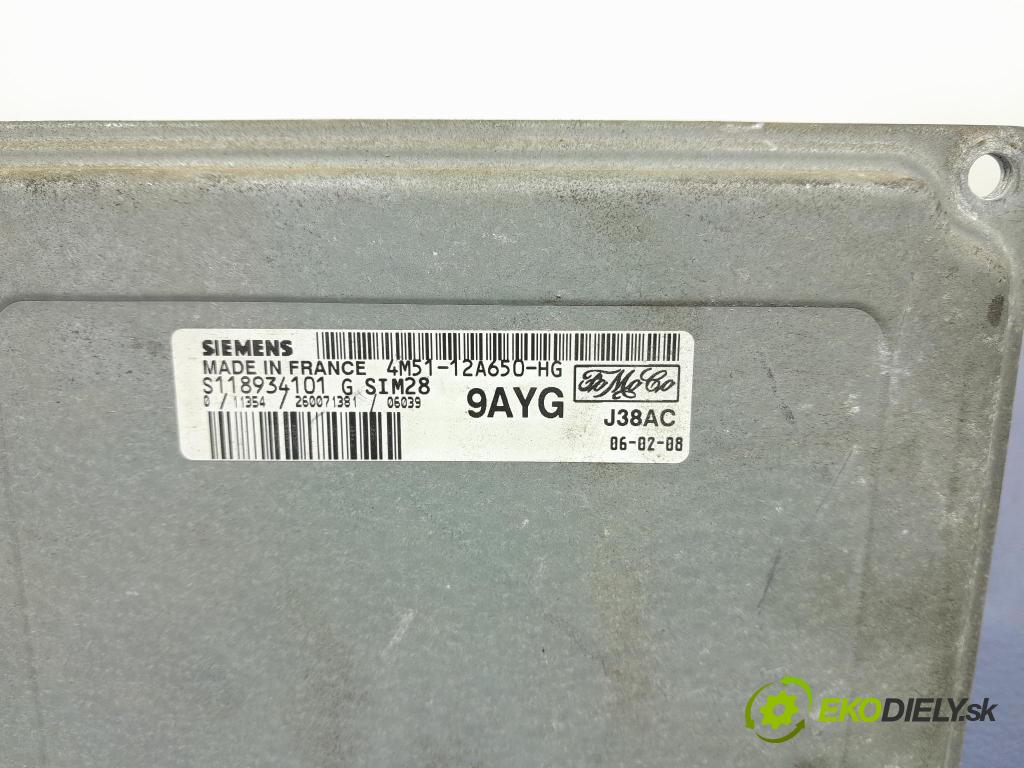 SIEMENS
MADE IN FRANCE 4M51-12A650-HG
S118934101 G SIM28
0 / 11354 / 260071381 / 06039
9AYG
FoMoCo
J38AC
06-02-08
EKODIELY.sk